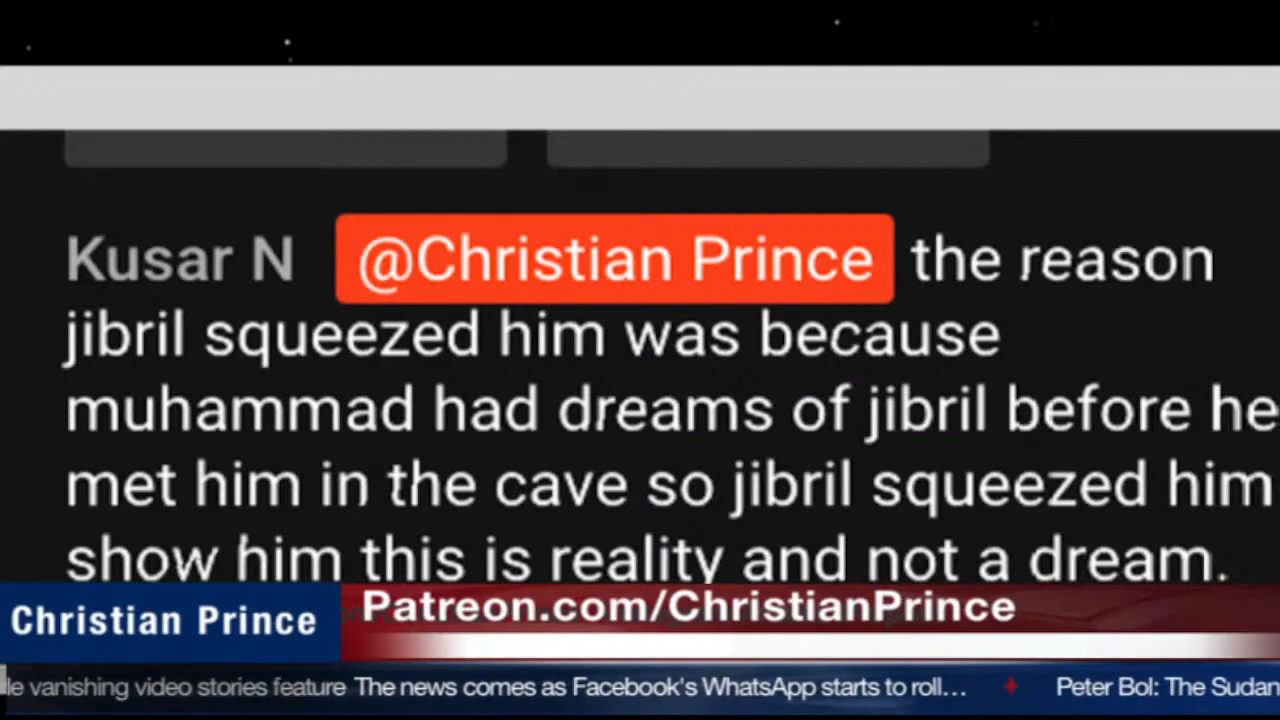 Kusar N @Christian Prince the reason
jibril squeezed him was because
muhammad had dreams of jibril before he
met him in the cave so jibril squeezed him
show him this is reality and not a dream.
Christian Prince
Patreon.com/ChristianPrince
le vanishing video stories feature The news comes as Facebook's WhatsApp starts to roll... Peter Bol: The Sudan